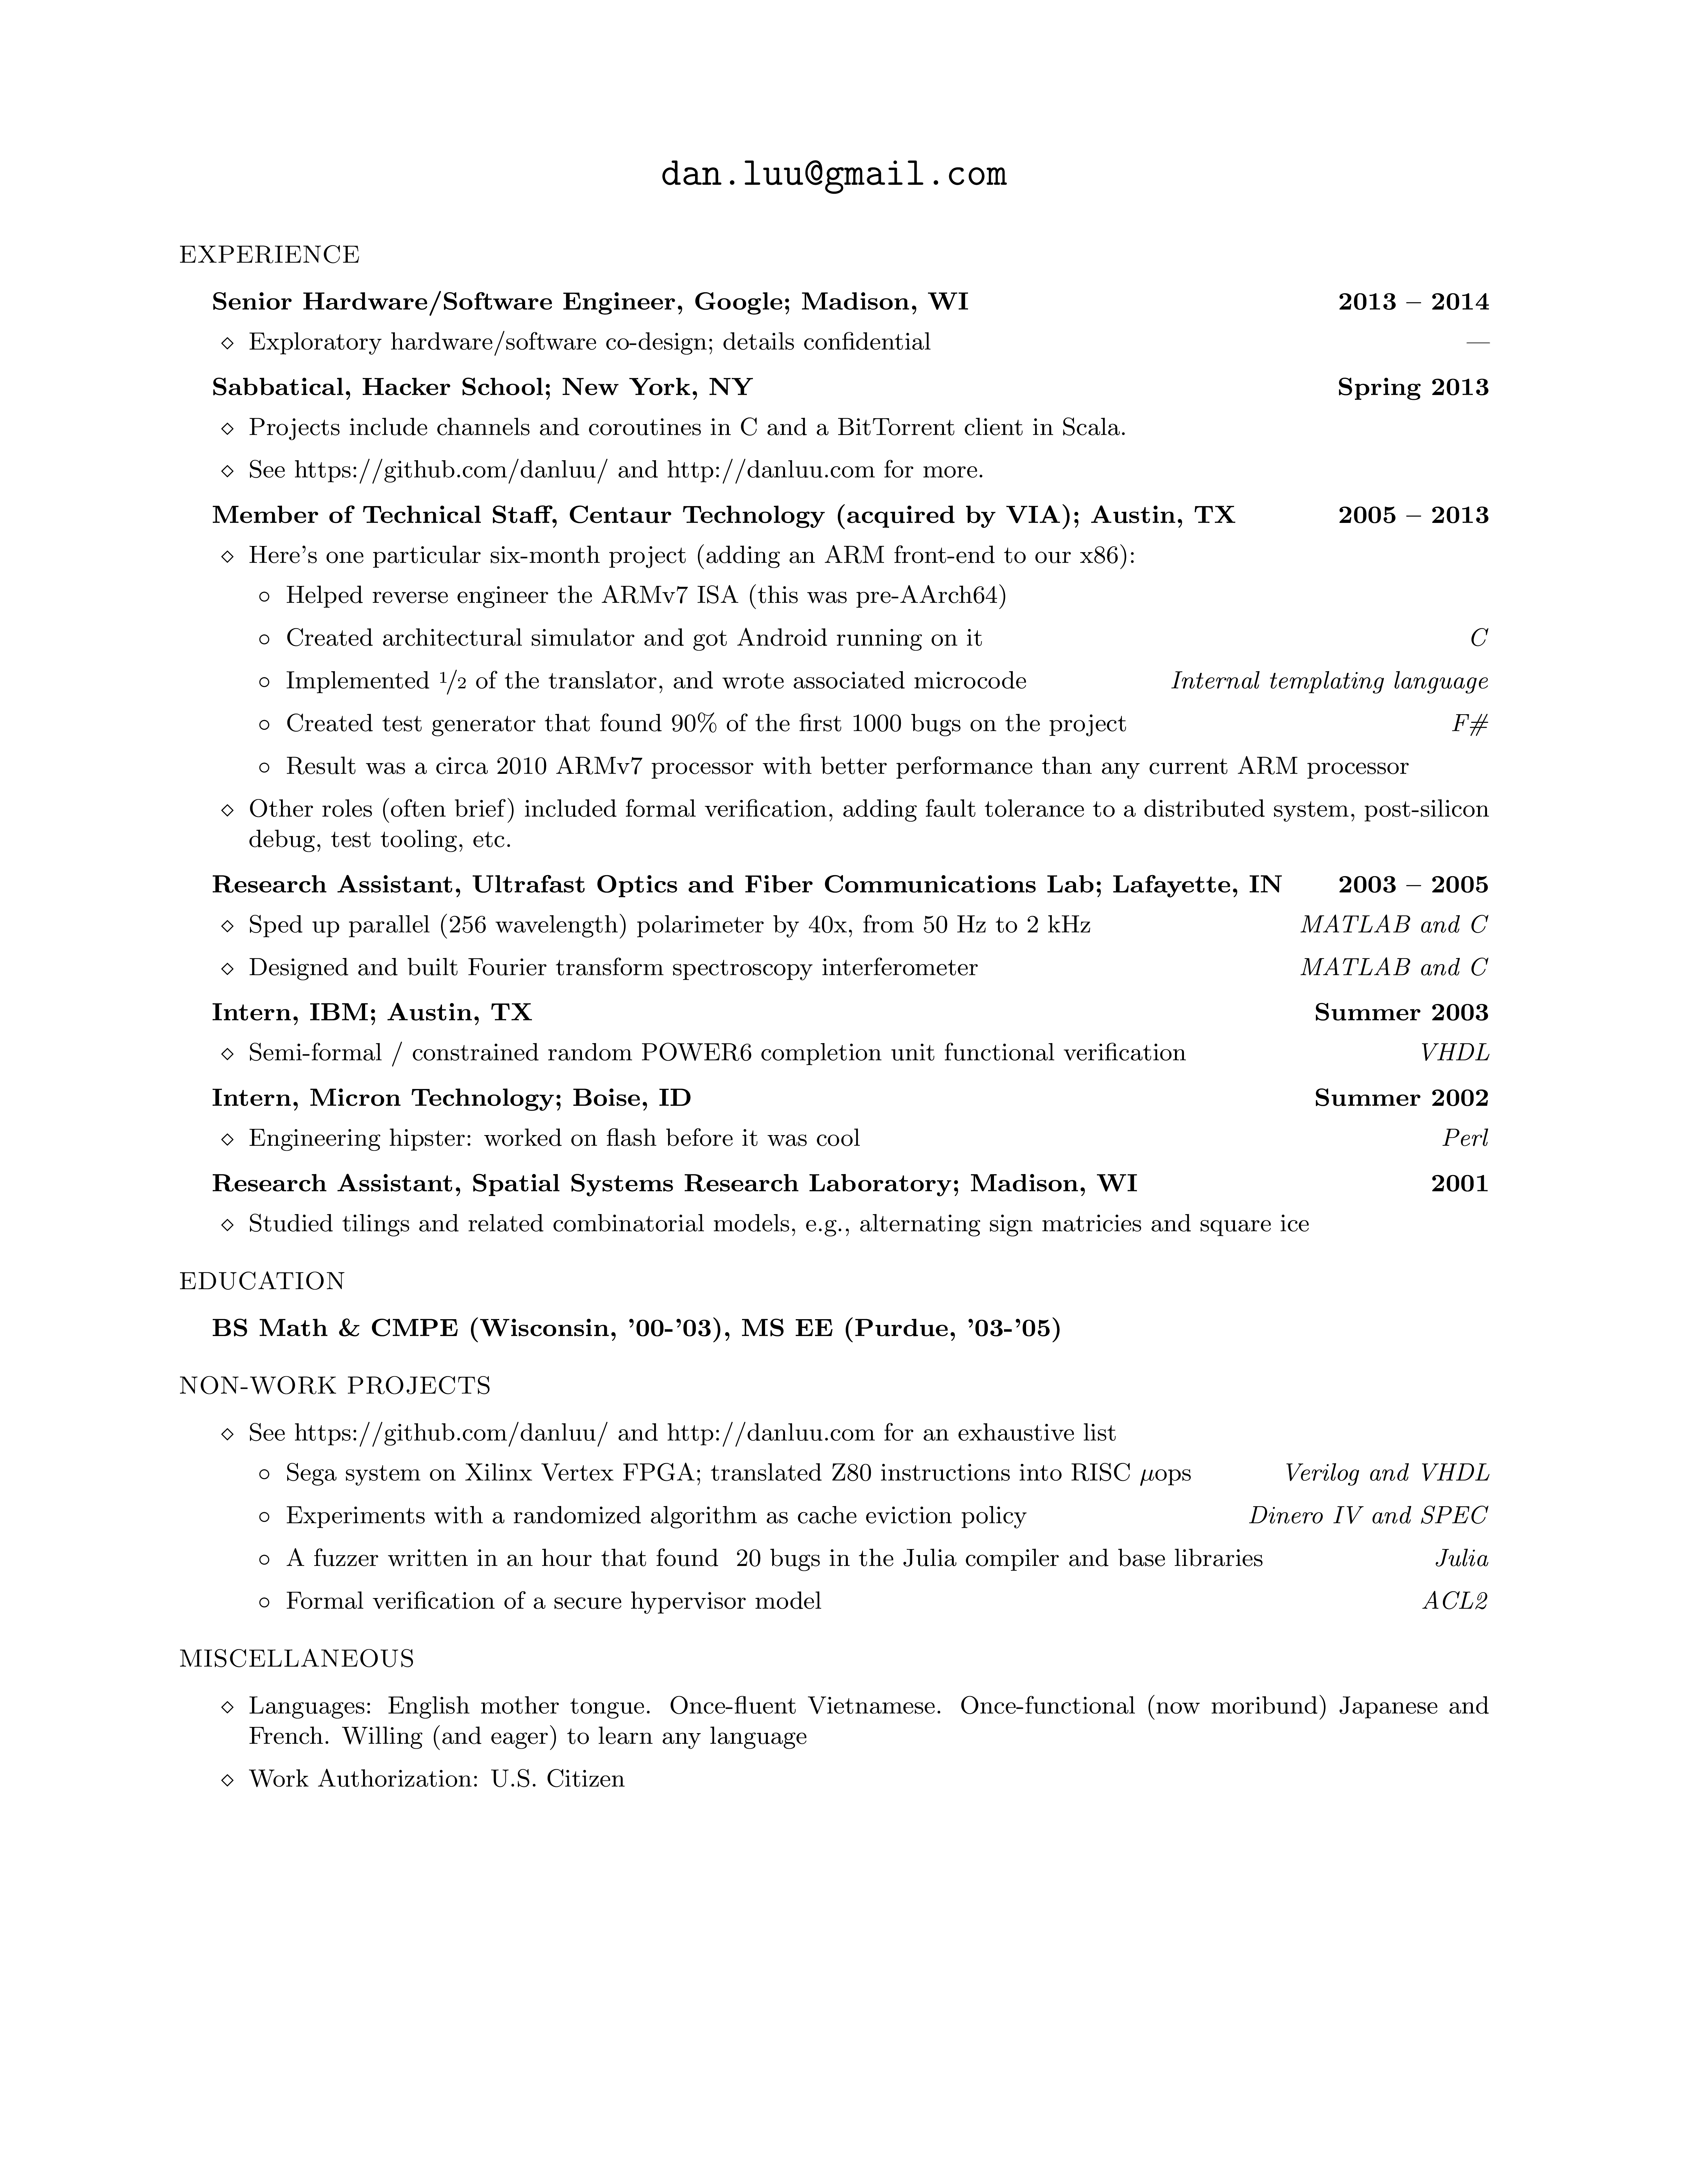 dan.luu@gmail.com
EXPERIENCE
Senior Hardware/Software Engineer, Google; Madison, WI 2013 – 2014
⋄ Exploratory hardware/software co-design; details confidential —
Sabbatical, Hacker School; New York, NY Spring 2013
⋄ Projects include channels and coroutines in C and a BitTorrent client in Scala.
⋄ See https://github.com/danluu/ and http://danluu.com for more.
Member of Technical Staff, Centaur Technology (acquired by VIA); Austin, TX 2005 – 2013
⋄ Here’s one particular six-month project (adding an ARM front-end to our x86):
○ Helped reverse engineer the ARMv7 ISA (this was pre-AArch64)
○ Created architectural simulator and got Android running on it C
○ Implemented 1/2 of the translator, and wrote associated microcode Internal templating language
○ Created test generator that found 90% of the first 1000 bugs on the project F#
○ Result was a circa 2010 ARMv7 processor with better performance than any current ARM processor
⋄ Other roles (often brief) included formal verification, adding fault tolerance to a distributed system, post-silicon
debug, test tooling, etc.
Research Assistant, Ultrafast Optics and Fiber Communications Lab; Lafayette, IN 2003 – 2005
⋄ Sped up parallel (256 wavelength) polarimeter by 40x, from 50 Hz to 2 kHz MATLAB and C
⋄ Designed and built Fourier transform spectroscopy interferometer MATLAB and C
Intern, IBM; Austin, TX Summer 2003
⋄ Semi-formal / constrained random POWER6 completion unit functional verification VHDL
Intern, Micron Technology; Boise, ID Summer 2002
⋄ Engineering hipster: worked on flash before it was cool Perl
Research Assistant, Spatial Systems Research Laboratory; Madison, WI 2001
⋄ Studied tilings and related combinatorial models, e.g., alternating sign matricies and square ice
EDUCATION
BS Math & CMPE (Wisconsin, ’00-’03), MS EE (Purdue, ’03-’05)
NON-WORK PROJECTS
⋄ See https://github.com/danluu/ and http://danluu.com for an exhaustive list
○ Sega system on Xilinx Vertex FPGA; translated Z80 instructions into RISC μops Verilog and VHDL
○ Experiments with a randomized algorithm as cache eviction policy Dinero IV and SPEC
○ A fuzzer written in an hour that found 20 bugs in the Julia compiler and base libraries Julia
○ Formal verification of a secure hypervisor model ACL2
MISCELLANEOUS
⋄ Languages: English mother tongue. Once-fluent Vietnamese. Once-functional (now moribund) Japanese and
French. Willing (and eager) to learn any language
⋄ Work Authorization: U.S. Citizen